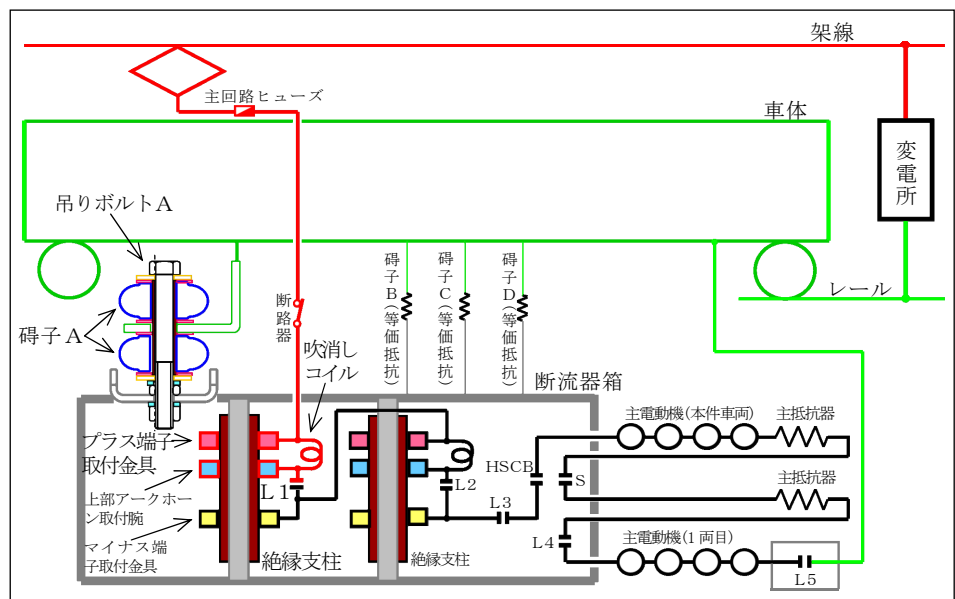 架線
主回路ヒューズ
車体
変電所
吊りボルトA
碍子B(等価抵抗)
碍子C(等価抵抗)
碍子D(等価抵抗)
レール
断路器
碍子A
吹消し
コイル
断流器箱
プラス端子
取付金具
主電動機(本件車両)
主抵抗器
HSCB
S
L1
L2
上部アークホー
ン取付腕
L3
主抵抗器
L4
マイナス端
子取付金具
絶縁支柱
絶縁支柱
主電動機(1両目)
L5